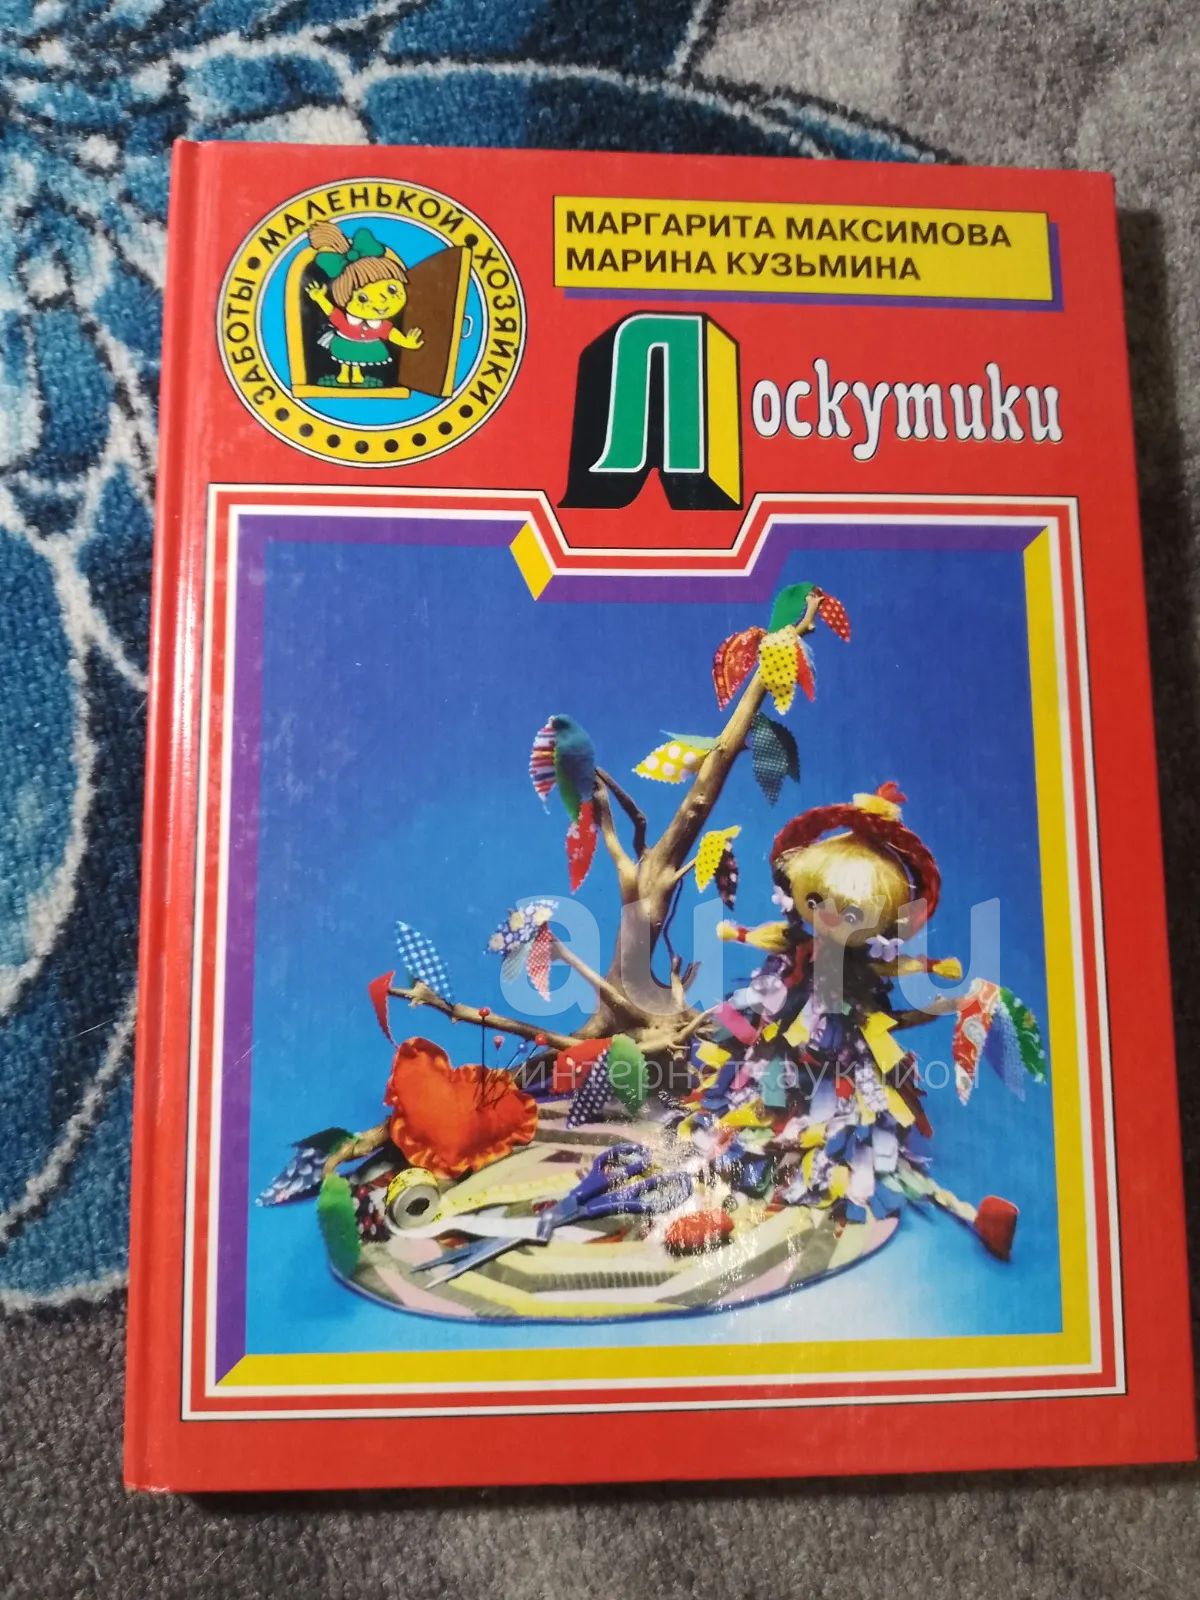 ЗАБОТЫ • МАЛЕНЬКОЙ • ХОЗЯЙКИ
МАРГАРИТА МАКСИМОВА
МАРИНА КУЗЬМИНА
Лоскутики
au.ru
интернет-аукцион